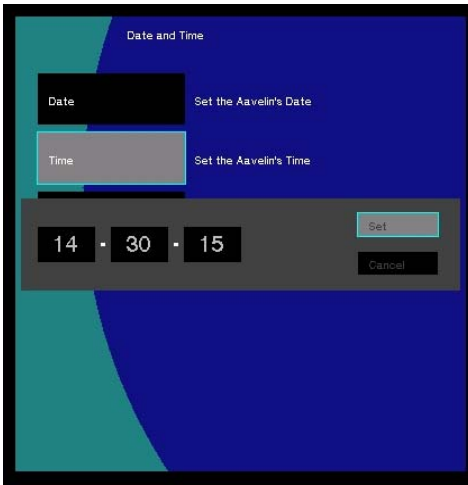 Date and Time
Date Set the Aavelin's Date
Time Set the Aavelin's Time
14 - 30 - 15
Set
Cancel